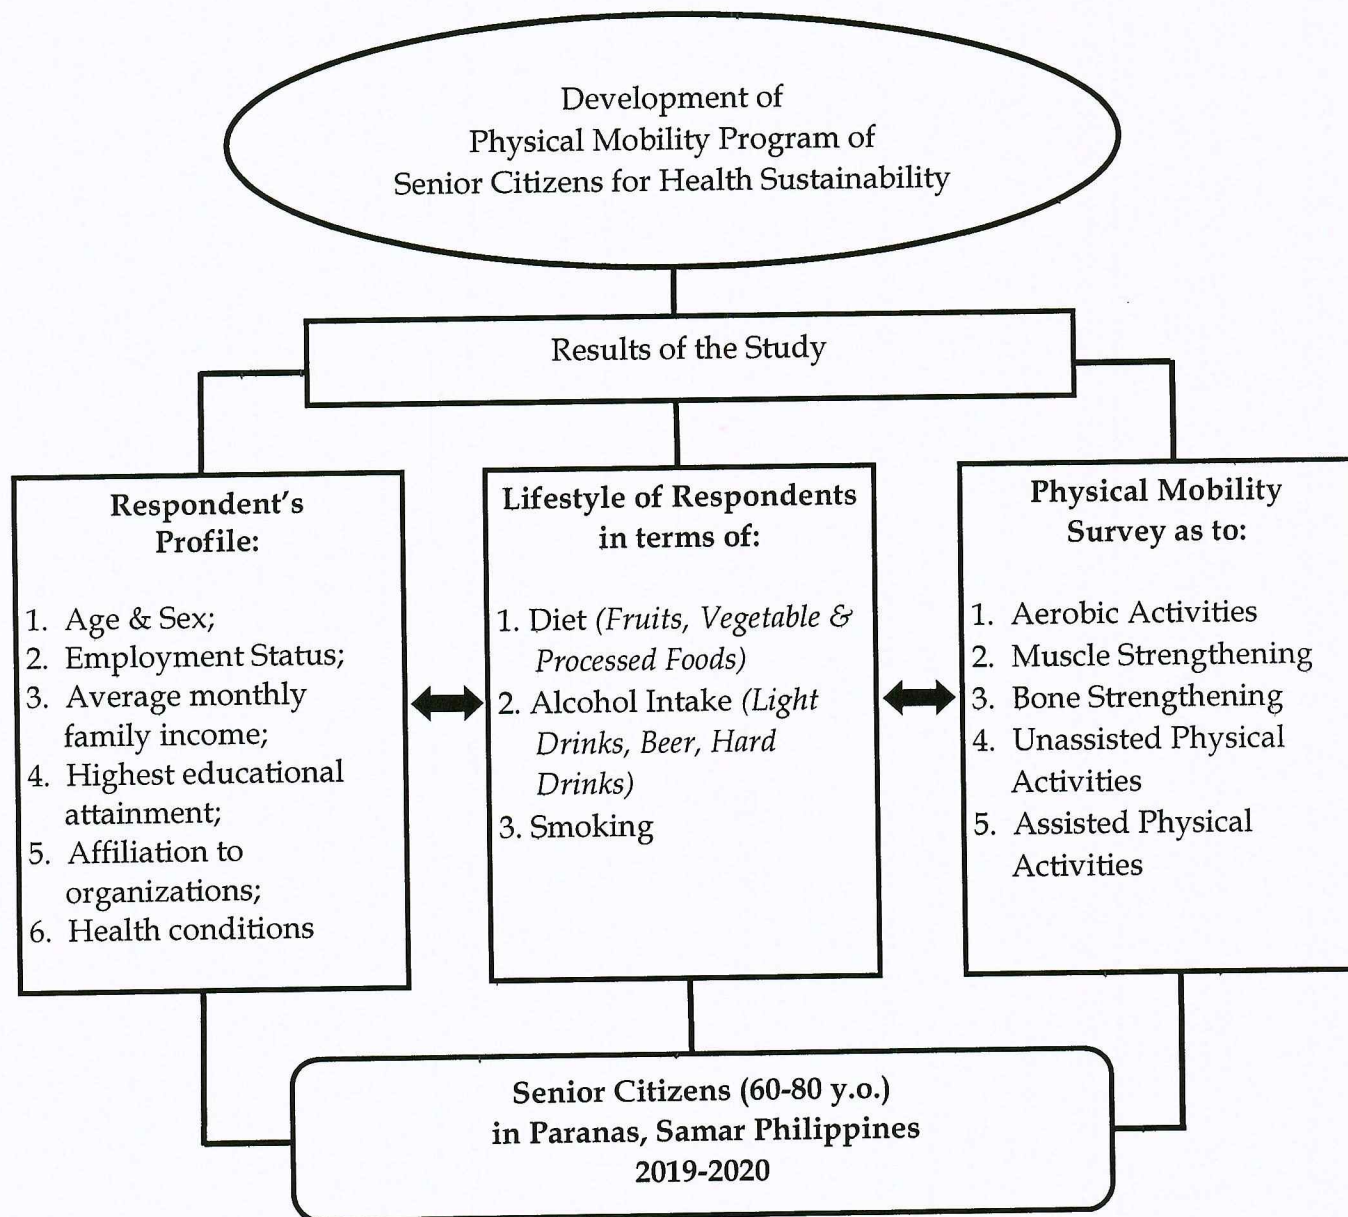 Development of
Physical Mobility Program of
Senior Citizens for Health Sustainability
Results of the Study
Respondent's
Profile:
1. Age & Sex;
2. Employment Status;
3. Average monthly
family income;
4. Highest educational
attainment;
5. Affiliation to
organizations;
6. Health conditions
Lifestyle of Respondents
in terms of:
1. Diet (Fruits, Vegetable &
Processed Foods)
2. Alcohol Intake (Light
Drinks, Beer, Hard
Drinks)
3. Smoking
Physical Mobility
Survey as to:
1. Aerobic Activities
2. Muscle Strengthening
3. Bone Strengthening
4. Unassisted Physical
Activities
5. Assisted Physical
Activities
Senior Citizens (60-80 y.o.)
in Paranas, Samar Philippines
2019-2020